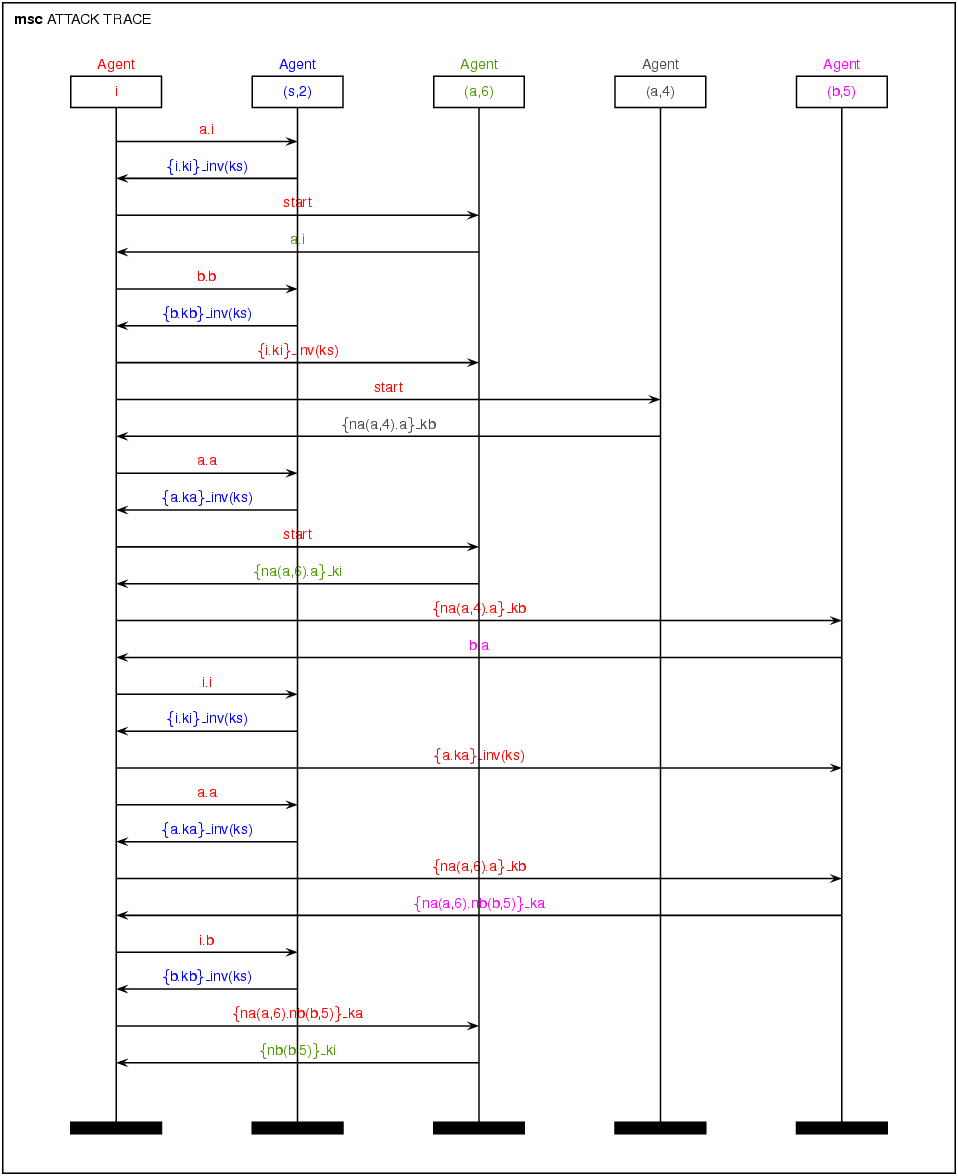 msc ATTACK TRACE
Agent Agent Agent Agent Agent
i (s,2) (a,6) (a,4) (b,5)
a.i
{i.ki}_inv(ks)
start
a.i
b.b
{b.kb}_inv(ks)
{i.ki}_inv(ks)
start
{na(a,4).a}_kb
a.a
{a.ka}_inv(ks)
start
{na(a,6).a}_ki
{na(a,4).a}_kb
b.a
i.i
{i.ki}_inv(ks)
{a.ka}_inv(ks)
a.a
{a.ka}_inv(ks)
{na(a,6).a}_kb
{na(a,6).nb(b,5)}_ka
i.b
{b.kb}_inv(ks)
{na(a,6).nb(b,5)}_ka
{nb(b,5)}_ki